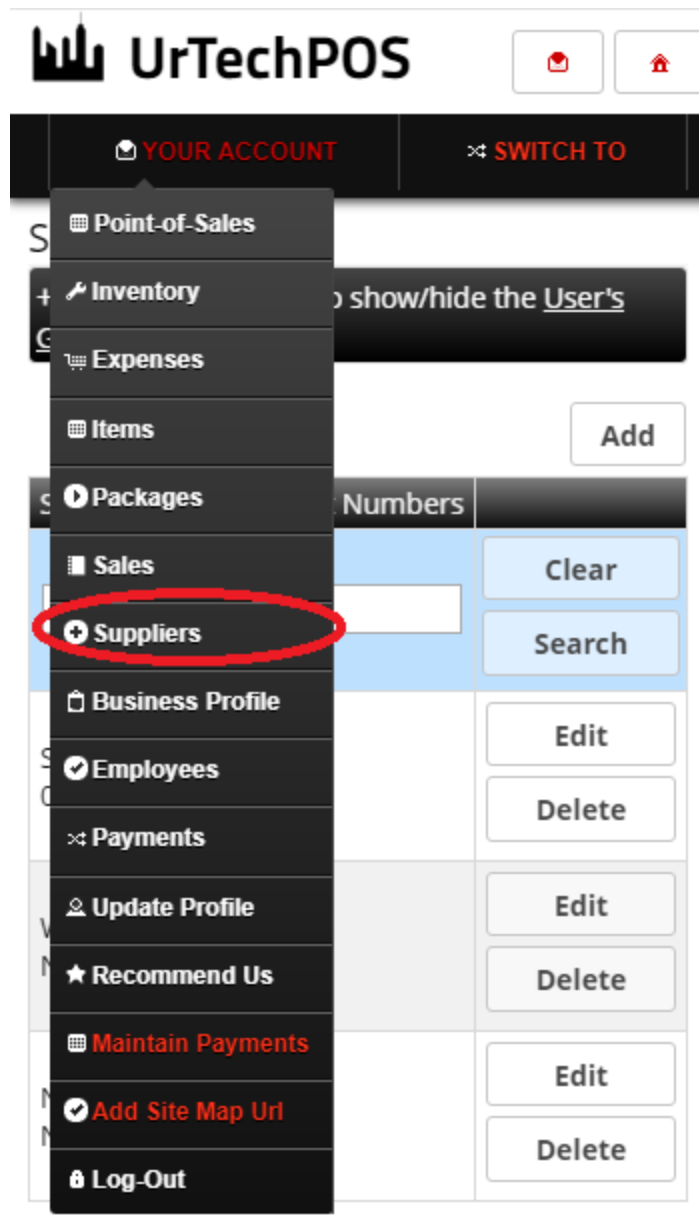 UrTechPOS
YOUR ACCOUNT
SWITCH TO
Point-of-Sales
show/hide the User's
Inventory
Expenses
Items
Add
Packages
Numbers
Sales
Clear
Suppliers
Search
Business Profile
Edit
Employees
Delete
Payments
Update Profile
Edit
Recommend Us
Delete
Maintain Payments
Edit
Add Site Map Url
Delete
Log-Out